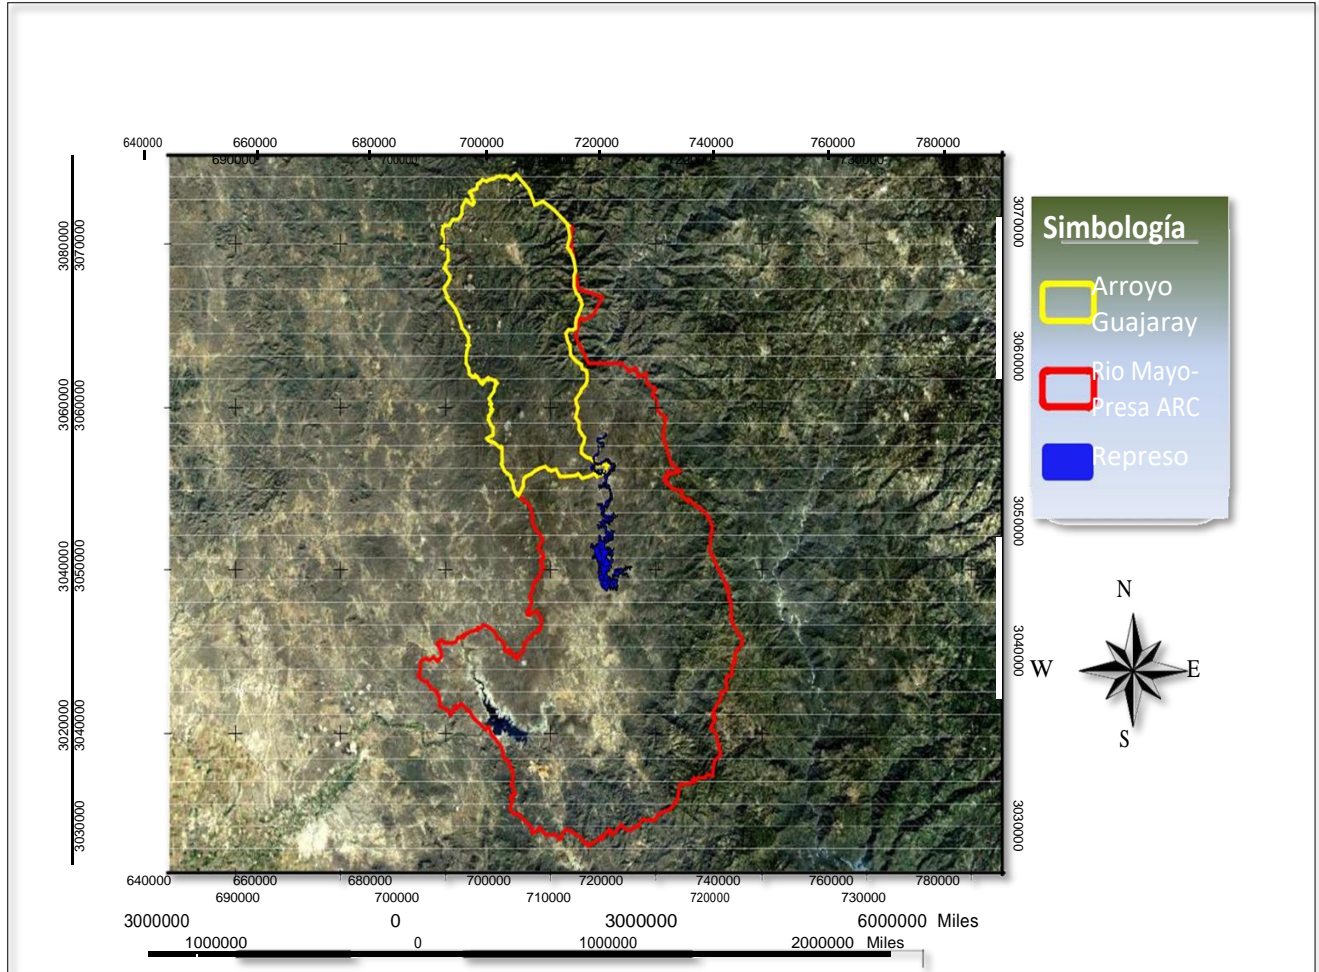 640000 660000 680000 700000 720000 740000 760000 780000
690000 700000 710000 720000 730000
3080000
3070000
3060000
3060000
3040000
3050000
3020000
3040000
3030000
3070000
3060000
3050000
3040000
3030000
Simbología
Arroyo
Guajaray
Rio Mayo-
Presa ARC
Represo
N
W E
S
640000 660000 680000 700000 720000 740000 760000 780000
690000 700000 710000 720000 730000
3000000 0 3000000 6000000 Miles
1000000 0 1000000 2000000 Miles